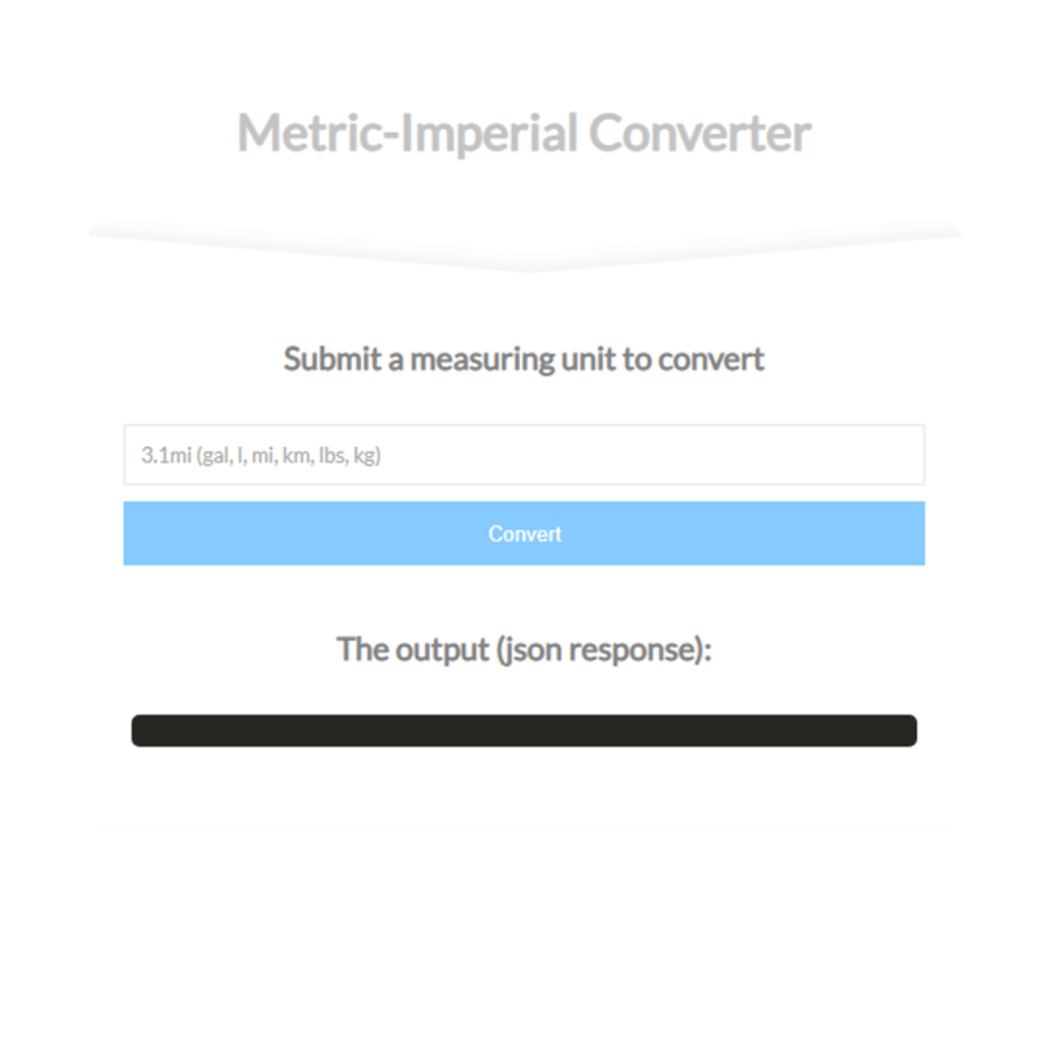 Metric-Imperial Converter
Submit a measuring unit to convert
3.1mi (gal, l, mi, km, lbs, kg)
Convert
The output (json response):